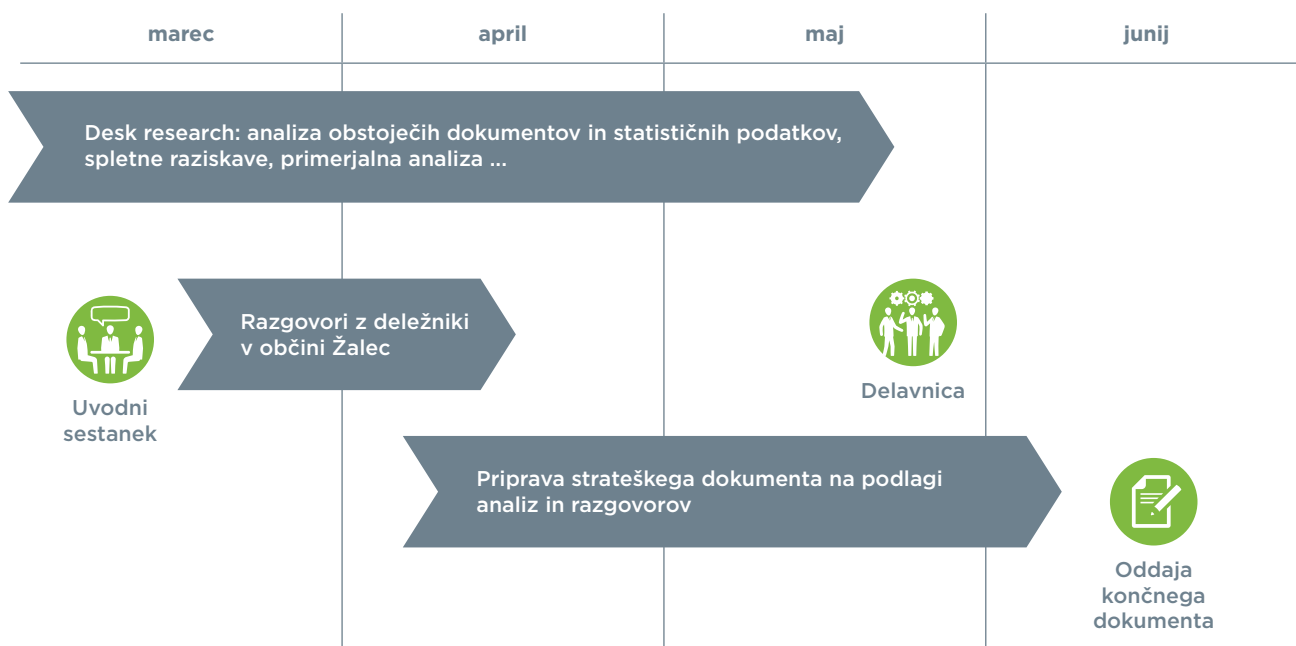 marec
april
maj
junij
Desk research: analiza obstoječih dokumentov in statističnih podatkov,
spletne raziskave, primerjalna analiza ...
Razgovori z deležniki
v občini Žalec
Uvodni
sestanek
Delavnica
Priprava strateškega dokumenta na podlagi
analiz in razgovorov
Oddaja
končnega
dokumenta